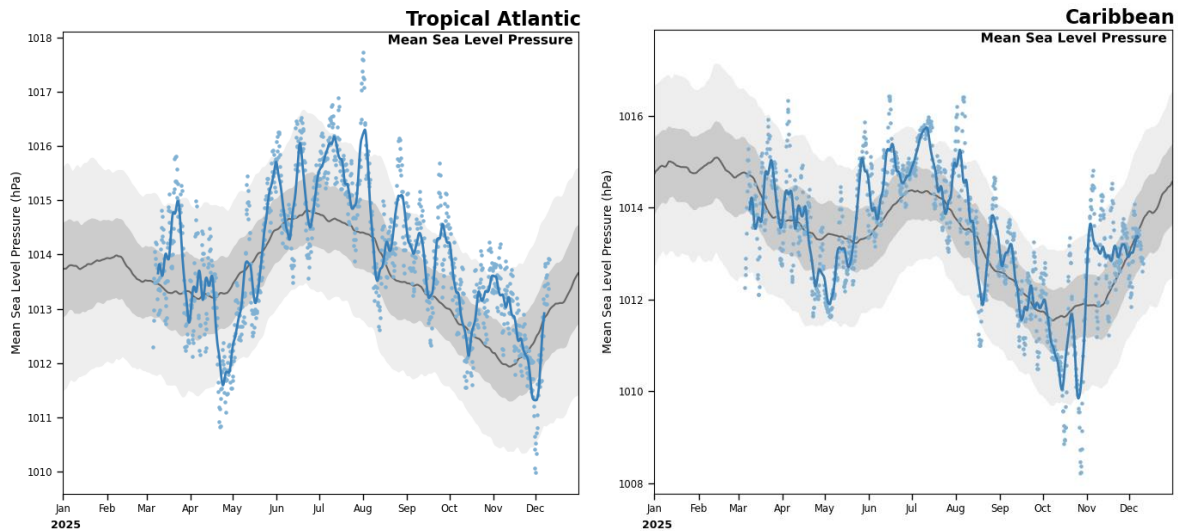 Tropical Atlantic
Mean Sea Level Pressure
Mean Sea Level Pressure (hPa)
1018
1017
1016
1015
1014
1013
1012
1011
1010
Jan Feb Mar Apr May Jun Jul Aug Sep Oct Nov Dec
2025
Caribbean
Mean Sea Level Pressure
Mean Sea Level Pressure (hPa)
1016
1014
1012
1010
1008
Jan Feb Mar Apr May Jun Jul Aug Sep Oct Nov Dec
2025